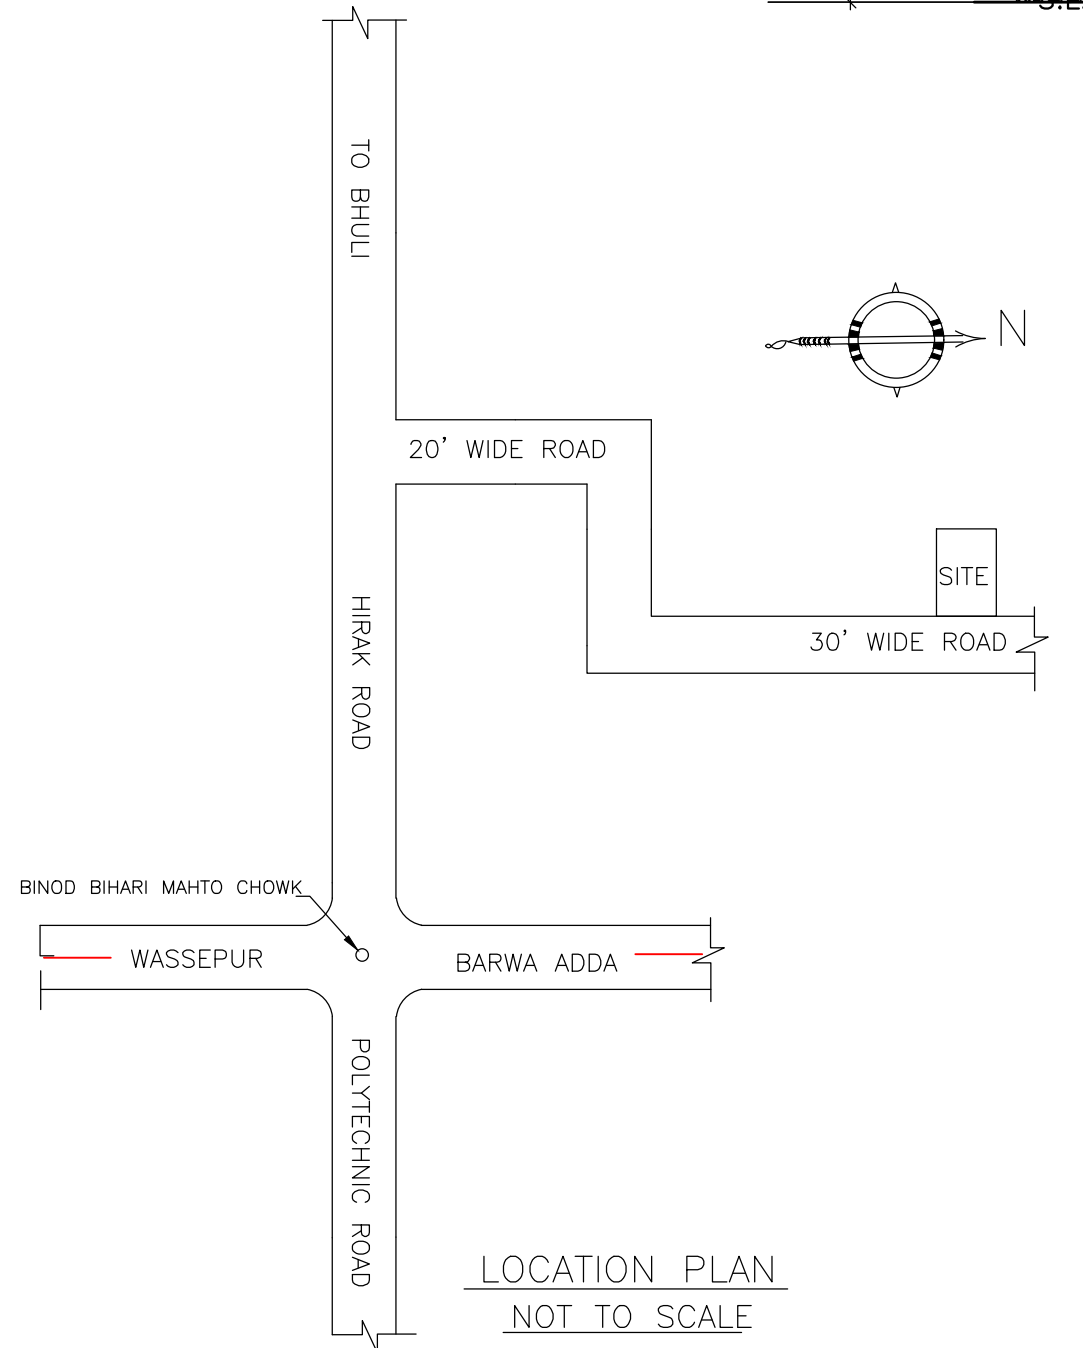 TO BHULI
N
20' WIDE ROAD
SITE
30' WIDE ROAD
HIRAK ROAD
BINOD BIHARI MAHTO CHOWK
WASSEPUR
BARWA ADDA
POLYTECHNIC ROAD
LOCATION PLAN
NOT TO SCALE